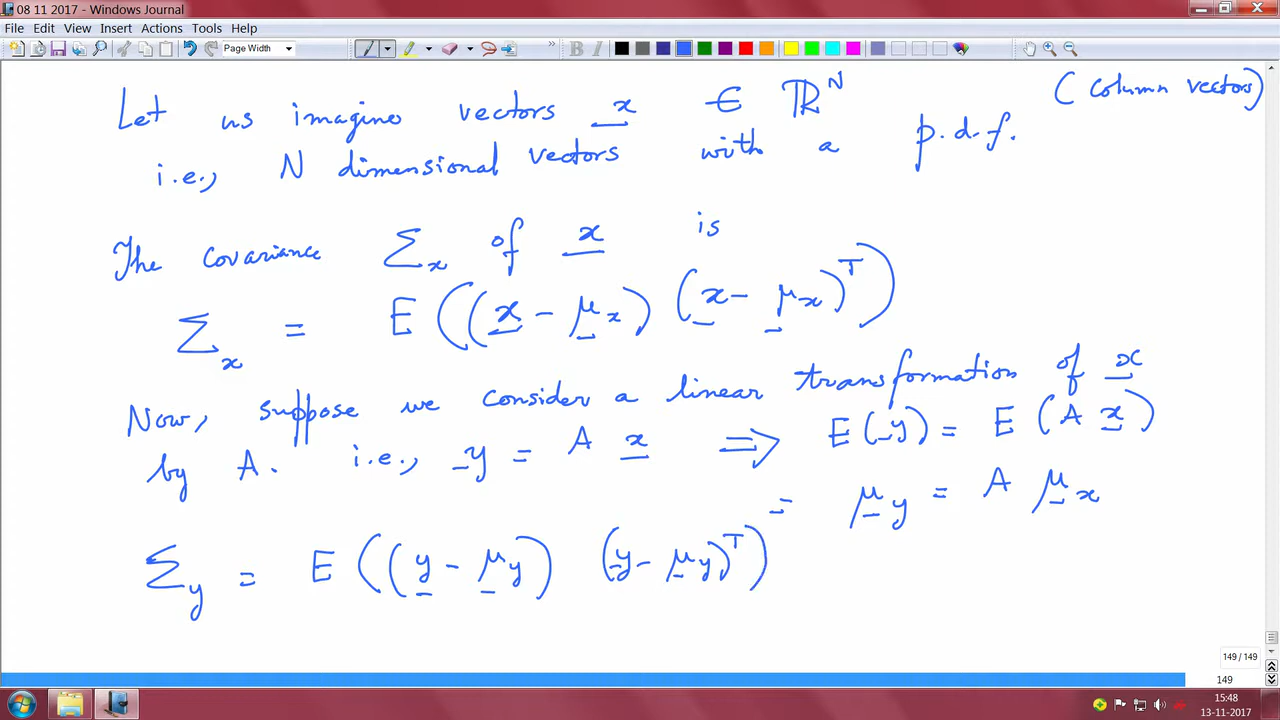 08 11 2017 - Windows Journal
File Edit View Insert Actions Tools Help
Page Width
B I
(column vectors)
Let us imagine vectors x ∈ ℝ^N
i.e., N dimensional vectors with a p.d.f.
The covariance Σ_x of x is
Σ_x = E((x - μ_x) (x - μ_x)^T)
Now, suppose we consider a linear transformation of x
by A. i.e., y = A x ⟹ E(y) = E(A x)
= μ_y = A μ_x
Σ_y = E((y - μ_y) (y - μ_y)^T)
149 / 149
149
15:48
13-11-2017